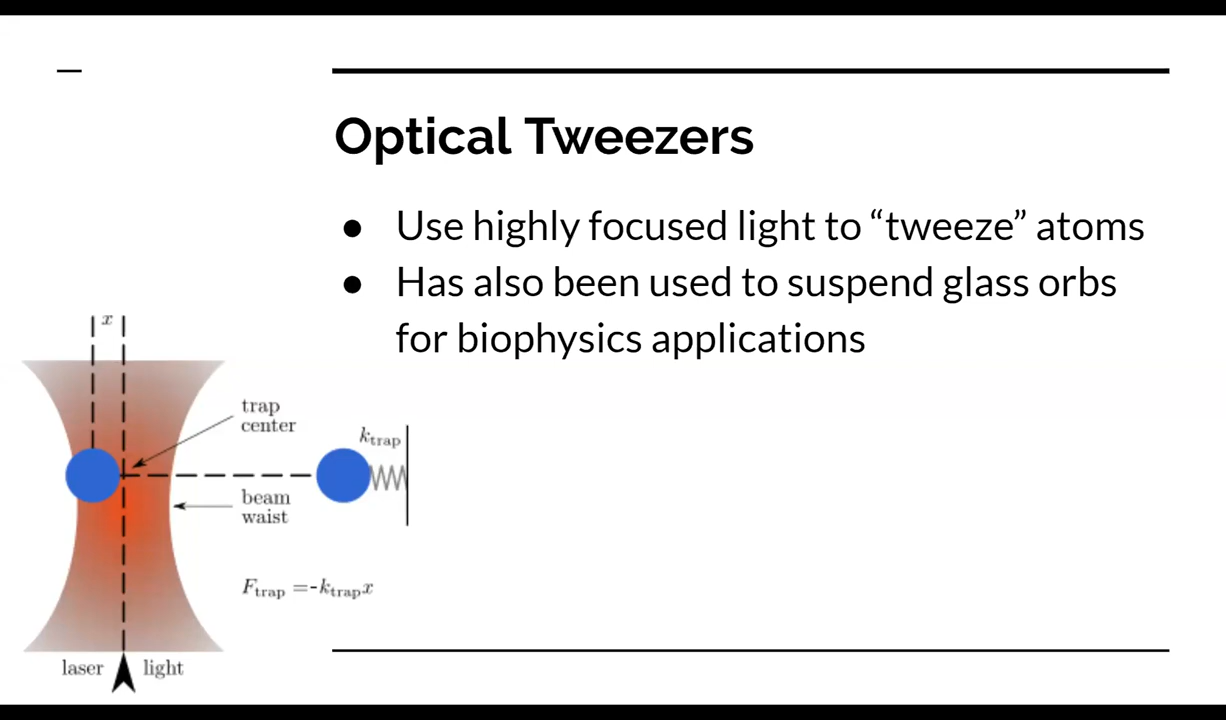 Optical Tweezers
● Use highly focused light to “tweeze” atoms
● Has also been used to suspend glass orbs
for biophysics applications
x
trap
center
k_trap
beam
waist
F_trap =-k_trap x
laser light